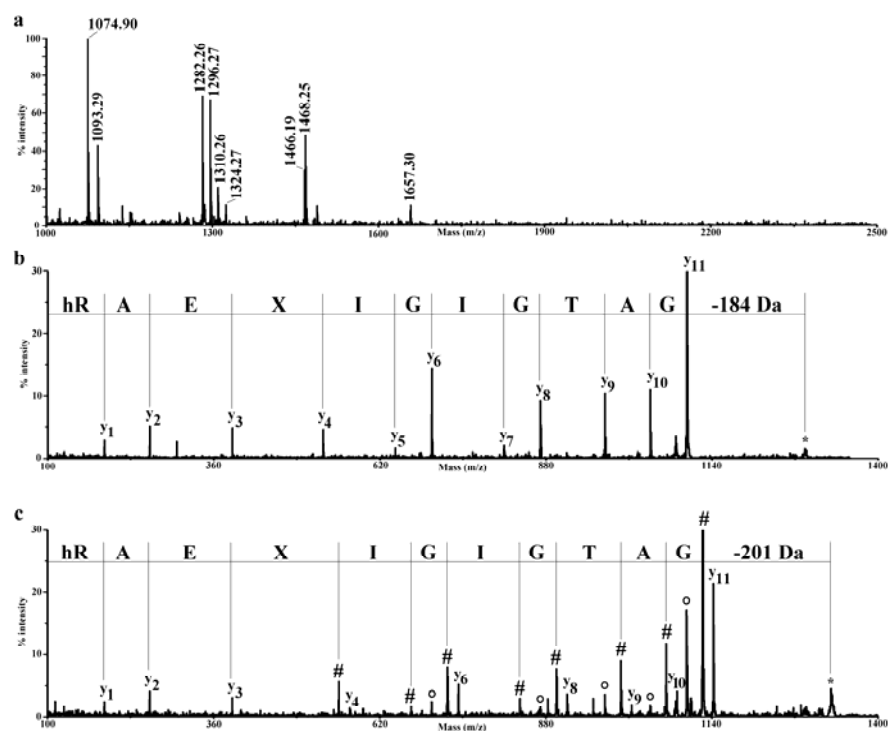 a
1074.90
1093.29
1282.26
1296.27
1310.26
1324.27
1466.19
1468.25
1657.30
% intensity
100
80
60
40
20
0
1000 1300 1600 1900 2200 2500
Mass (m/z)
b
% intensity
30
20
10
0
hR A E X I G I G T A G -184 Da
y1 y2 y3 y4 y5 y6 y7 y8 y9 y10 y11 *
100 360 620 880 1140 1400
Mass (m/z)
c
% intensity
30
20
10
0
hR A E X I G I G T A G -201 Da
y1 y2 y3 # y4 # o # y6 # o # y8 o # y9 o # y10 o # y11 *
100 360 620 880 1140 1400
Mass (m/z)